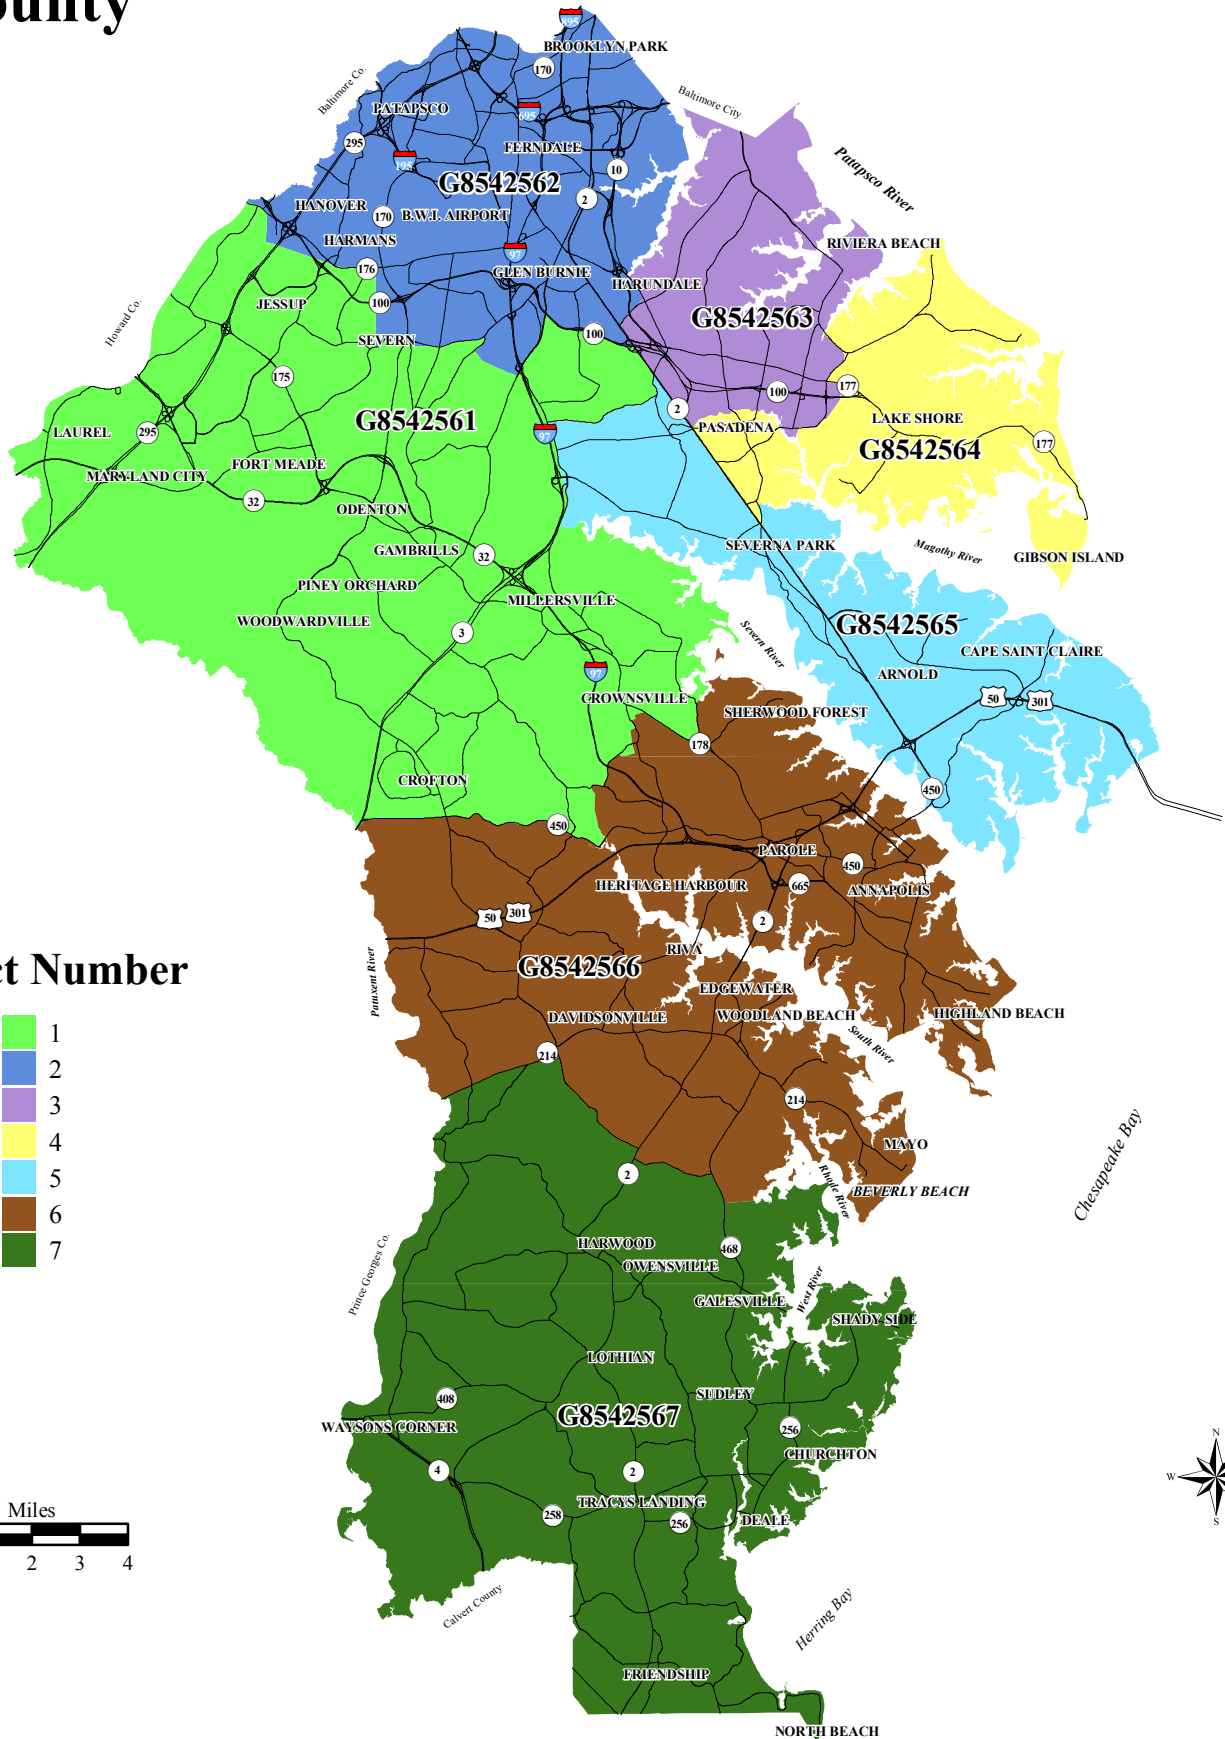 ounty
895
BROOKLYN PARK
170
Baltimore Co.
Baltimore City
PATAPSCO
695
295
FERNDALE
195
10
Patapsco River
G8542562
2
HANOVER
170
B.W.I. AIRPORT
HARMANS
RIVIERA BEACH
97
176
GLEN BURNIE
HARUNDALE
JESSUP
100
Howard Co.
G8542563
SEVERN
100
175
177
100
2
G8542561
LAKE SHORE
PASADENA
LAUREL
295
97
177
G8542564
FORT MEADE
MARYLAND CITY
32
ODENTON
SEVERNA PARK
Magothy River
GAMBRILLS
32
GIBSON ISLAND
PINEY ORCHARD
MILLERSVILLE
WOODWARDVILLE
G8542565
3
Severn River
CAPE SAINT CLAIRE
97
ARNOLD
CROWNSVILLE
50
301
SHERWOOD FOREST
178
CROFTON
450
450
PAROLE
450
HERITAGE HARBOUR
665
ANNAPOLIS
50
301
2
RIVA
Patuxent River
G8542566
ct Number
EDGEWATER
DAVIDSONVILLE
WOODLAND BEACH
HIGHLAND BEACH
1
South River
214
2
3
214
4
MAYO
Chesapeake Bay
5
2
Rhode River
BEVERLY BEACH
6
HARWOOD
468
7
OWENSVILLE
Prince Georges Co.
GALESVILLE
West River
SHADY SIDE
LOTHIAN
408
SUDLEY
G8542567
WAYSONS CORNER
256
CHURCHTON
N
4
2
W
TRACYS LANDING
Miles
258
256
DEALE
S
2 3 4
Calvert County
Herring Bay
FRIENDSHIP
NORTH BEACH